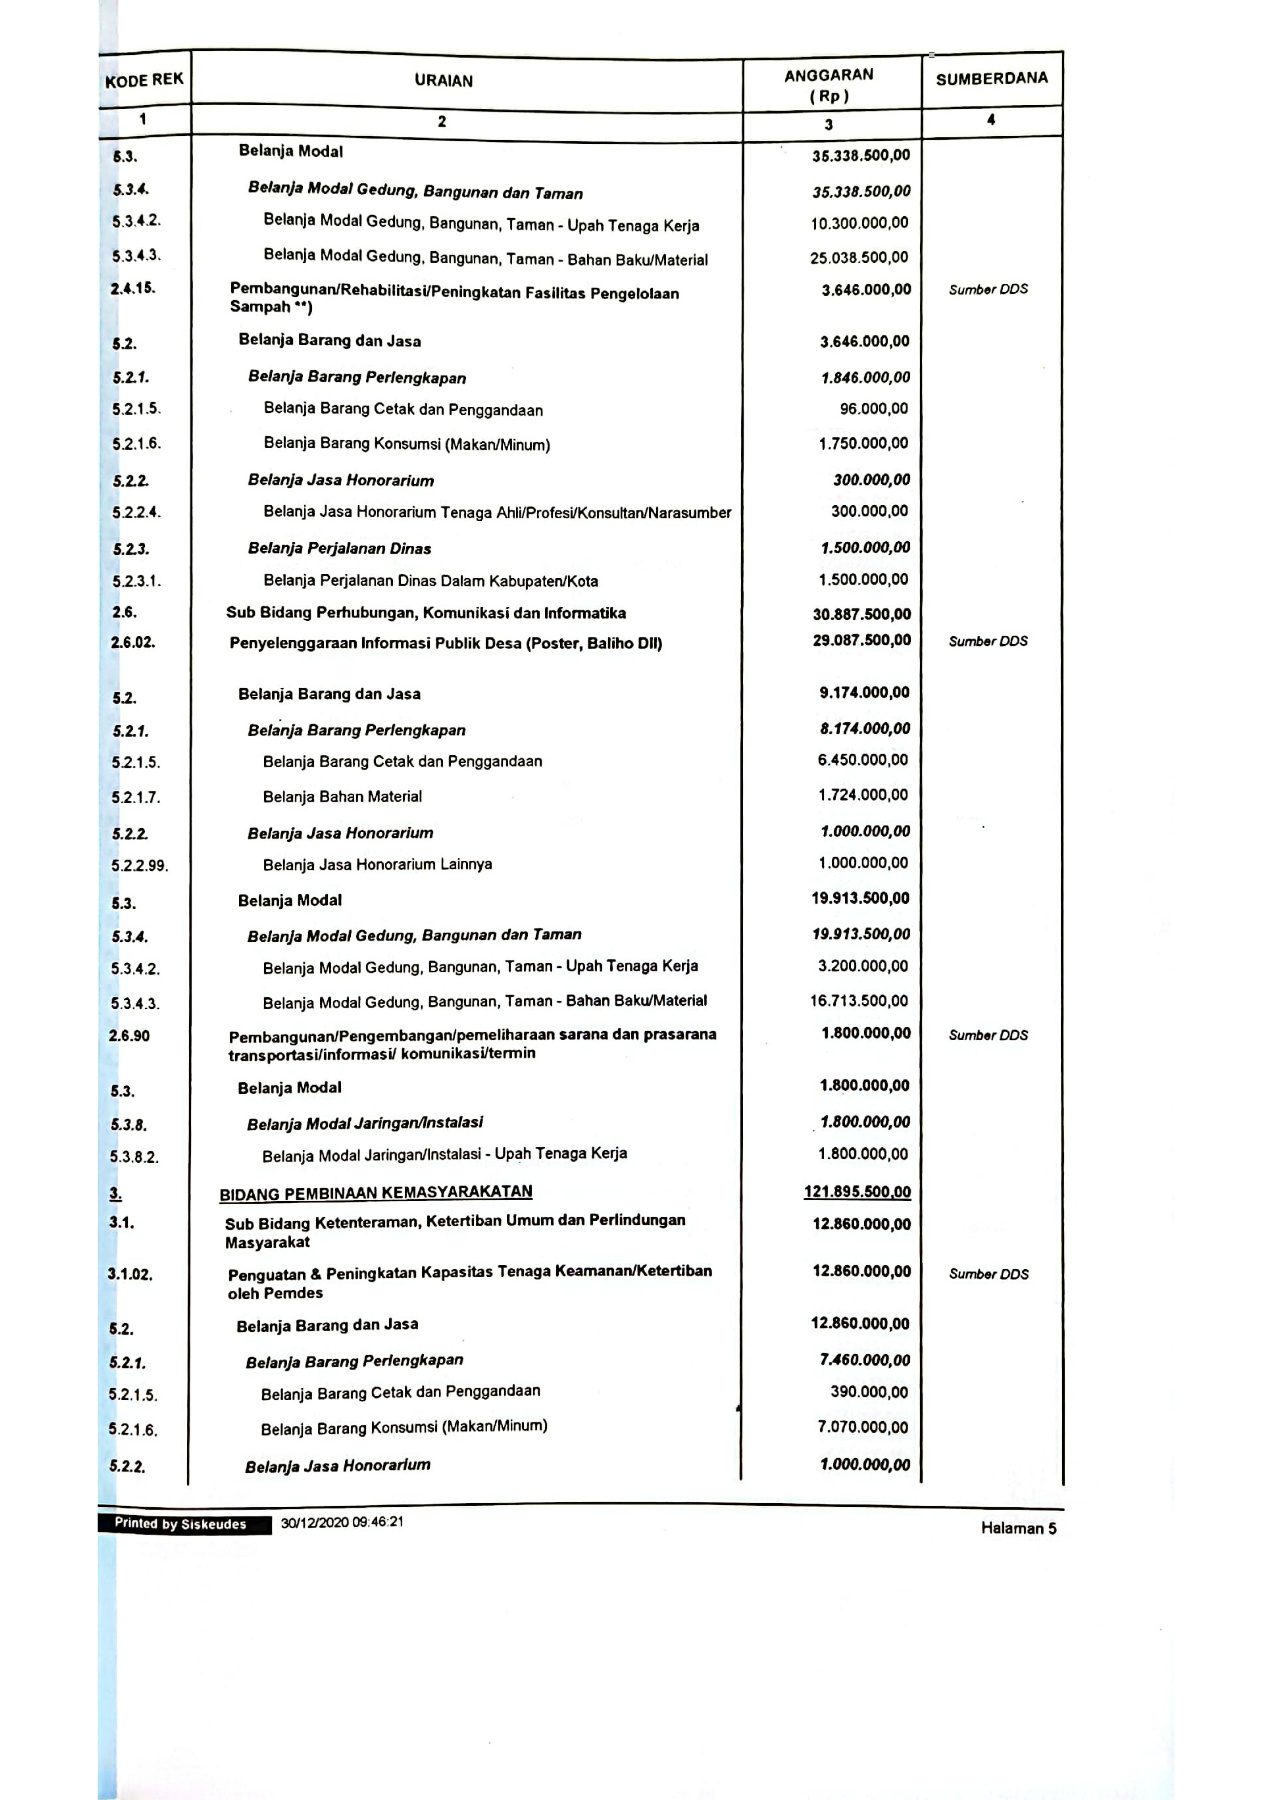 KODE REK URAIAN ANGGARAN ( Rp ) SUMBERDANA
1 2 3 4
5.3. Belanja Modal 35.338.500,00
5.3.4. Belanja Modal Gedung, Bangunan dan Taman 35.338.500,00
5.3.4.2. Belanja Modal Gedung, Bangunan, Taman - Upah Tenaga Kerja 10.300.000,00
5.3.4.3. Belanja Modal Gedung, Bangunan, Taman - Bahan Baku/Material 25.038.500,00
2.4.15. Pembangunan/Rehabilitasi/Peningkatan Fasilitas Pengelolaan 3.646.000,00 Sumber DDS
Sampah **)
5.2. Belanja Barang dan Jasa 3.646.000,00
5.2.1. Belanja Barang Perlengkapan 1.846.000,00
5.2.1.5. Belanja Barang Cetak dan Penggandaan 96.000,00
5.2.1.6. Belanja Barang Konsumsi (Makan/Minum) 1.750.000,00
5.2.2. Belanja Jasa Honorarium 300.000,00
5.2.2.4. Belanja Jasa Honorarium Tenaga Ahli/Profesi/Konsultan/Narasumber 300.000,00
5.2.3. Belanja Perjalanan Dinas 1.500.000,00
5.2.3.1. Belanja Perjalanan Dinas Dalam Kabupaten/Kota 1.500.000,00
2.6. Sub Bidang Perhubungan, Komunikasi dan Informatika 30.887.500,00
2.6.02. Penyelenggaraan Informasi Publik Desa (Poster, Baliho Dll) 29.087.500,00 Sumber DDS
5.2. Belanja Barang dan Jasa 9.174.000,00
5.2.1. Belanja Barang Perlengkapan 8.174.000,00
5.2.1.5. Belanja Barang Cetak dan Penggandaan 6.450.000,00
5.2.1.7. Belanja Bahan Material 1.724.000,00
5.2.2. Belanja Jasa Honorarium 1.000.000,00
5.2.2.99. Belanja Jasa Honorarium Lainnya 1.000.000,00
5.3. Belanja Modal 19.913.500,00
5.3.4. Belanja Modal Gedung, Bangunan dan Taman 19.913.500,00
5.3.4.2. Belanja Modal Gedung, Bangunan, Taman - Upah Tenaga Kerja 3.200.000,00
5.3.4.3. Belanja Modal Gedung, Bangunan, Taman - Bahan Baku/Material 16.713.500,00
2.6.90 Pembangunan/Pengembangan/pemeliharaan sarana dan prasarana 1.800.000,00 Sumber DDS
transportasi/informasi/ komunikasi/termin
5.3. Belanja Modal 1.800.000,00
5.3.8. Belanja Modal Jaringan/Instalasi 1.800.000,00
5.3.8.2. Belanja Modal Jaringan/Instalasi - Upah Tenaga Kerja 1.800.000,00
3. BIDANG PEMBINAAN KEMASYARAKATAN 121.895.500,00
3.1. Sub Bidang Ketenteraman, Ketertiban Umum dan Perlindungan 12.860.000,00
Masyarakat
3.1.02. Penguatan & Peningkatan Kapasitas Tenaga Keamanan/Ketertiban 12.860.000,00 Sumber DDS
oleh Pemdes
5.2. Belanja Barang dan Jasa 12.860.000,00
5.2.1. Belanja Barang Perlengkapan 7.460.000,00
5.2.1.5. Belanja Barang Cetak dan Penggandaan 390.000,00
5.2.1.6. Belanja Barang Konsumsi (Makan/Minum) 7.070.000,00
5.2.2. Belanja Jasa Honorarium 1.000.000,00
Printed by Siskeudes 30/12/2020 09:46:21 Halaman 5